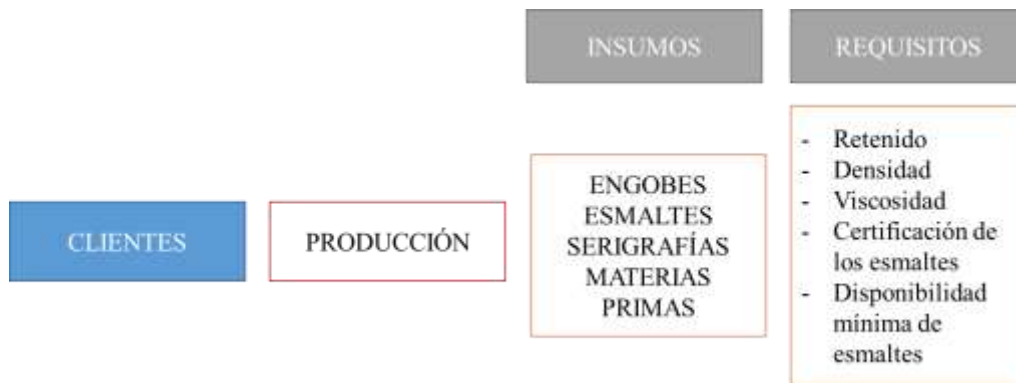 INSUMOS
REQUISITOS
CLIENTES
PRODUCCIÓN
ENGOBES
ESMALTES
SERIGRAFÍAS
MATERIAS
PRIMAS
- Retenido
- Densidad
- Viscosidad
- Certificación de
los esmaltes
- Disponibilidad
mínima de
esmaltes